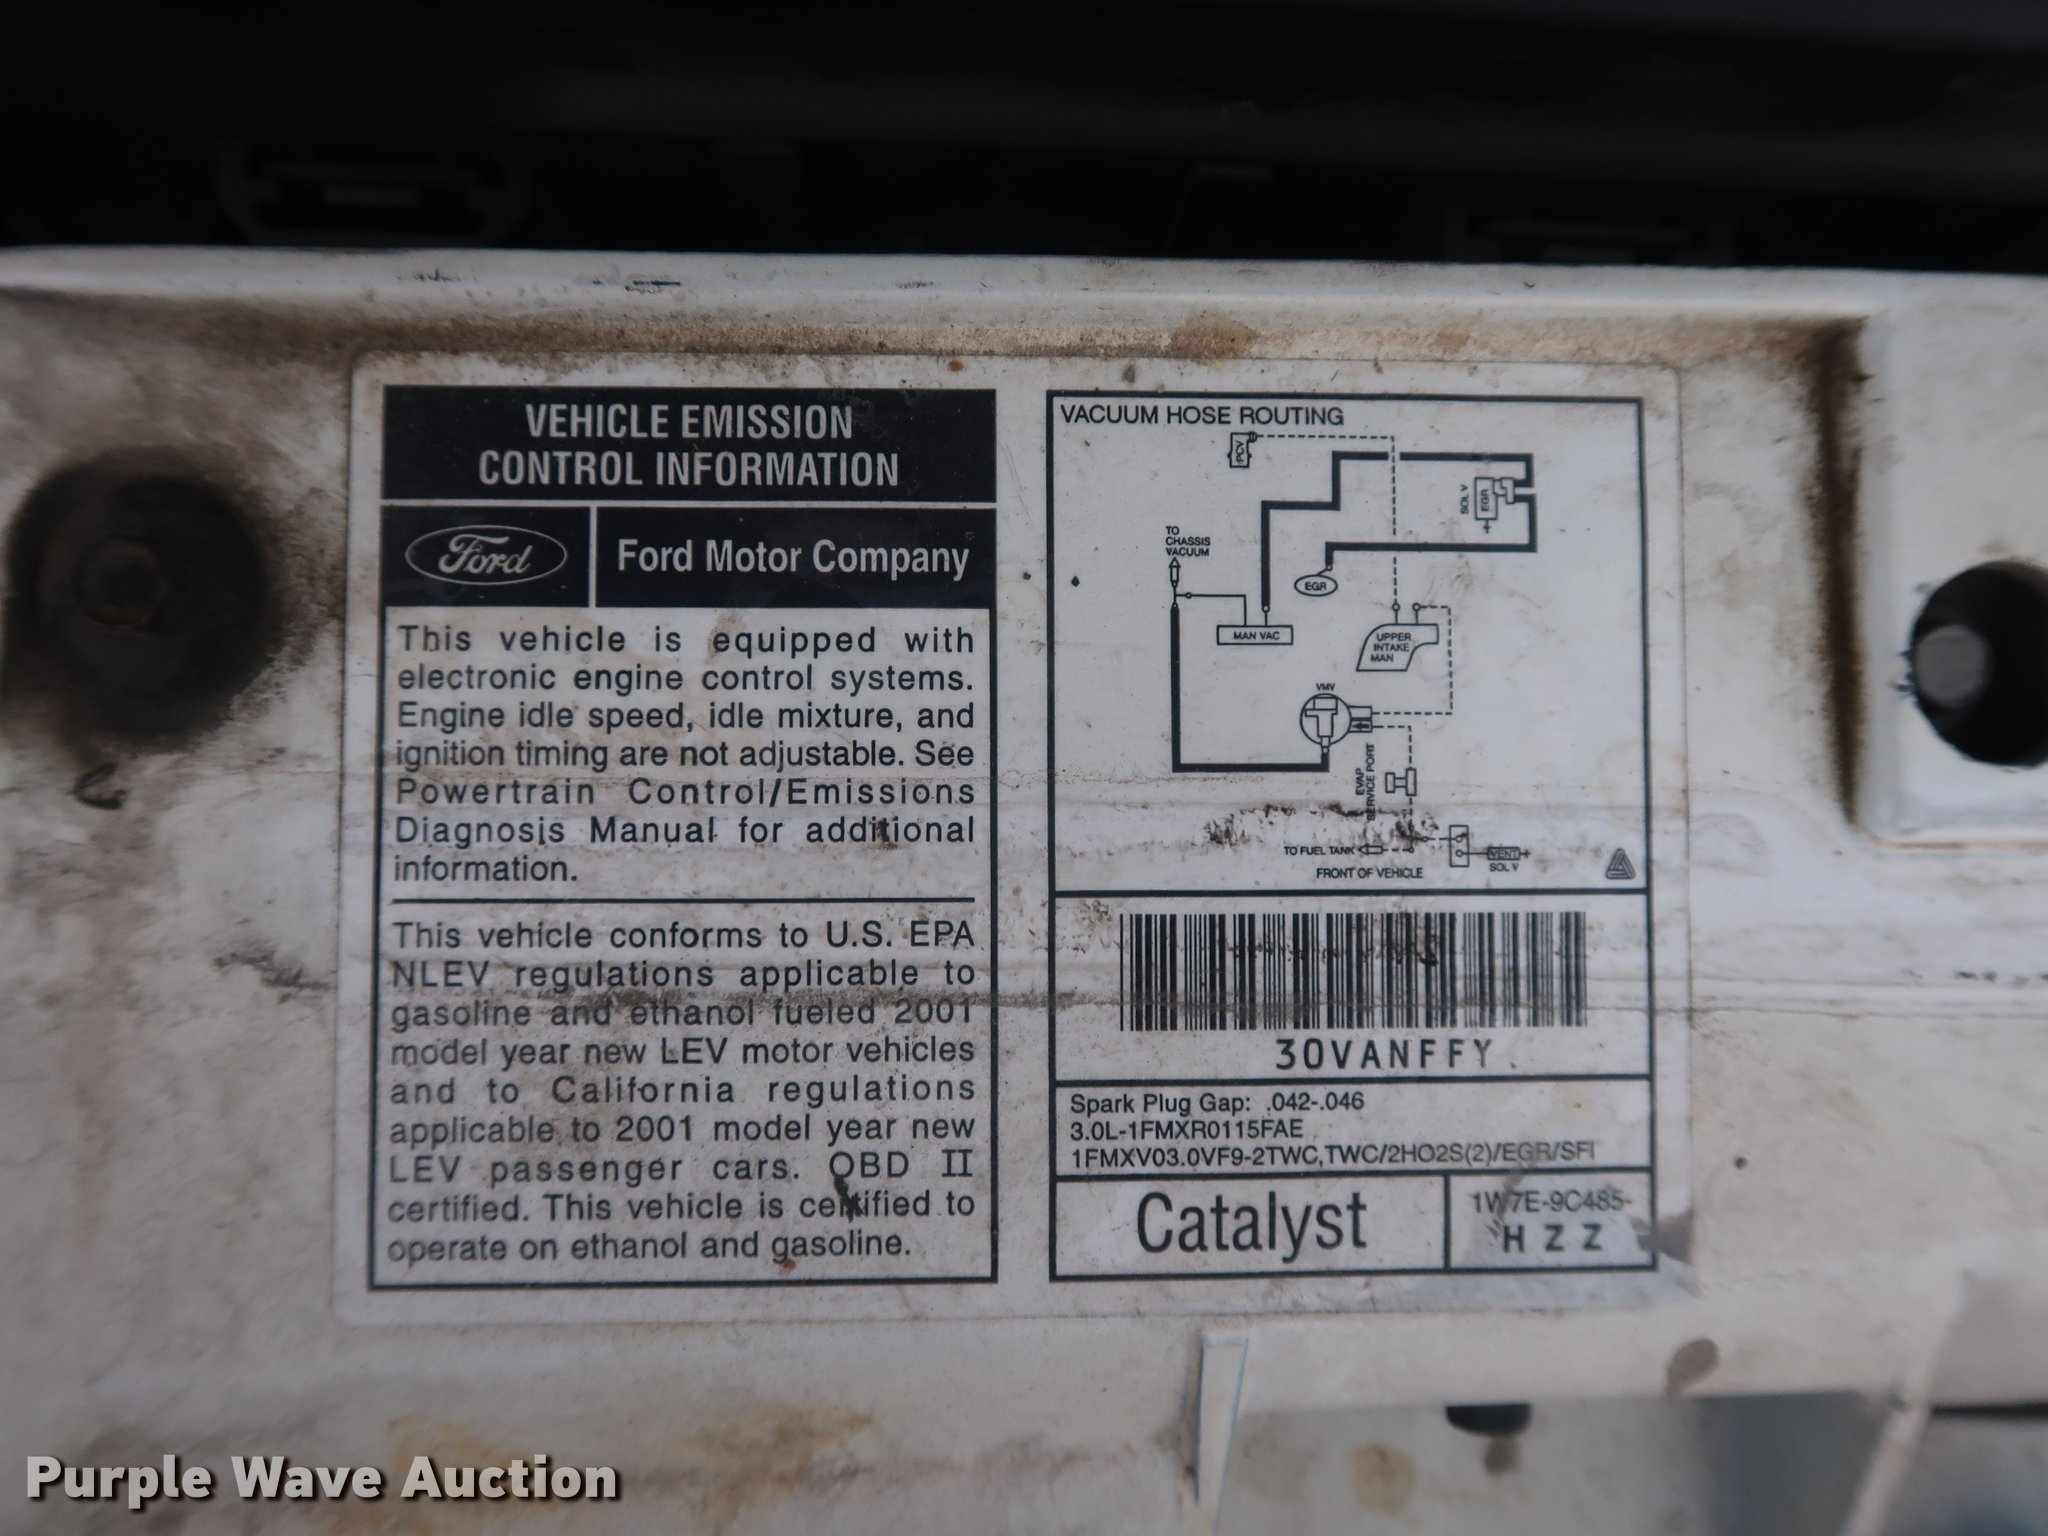 VEHICLE EMISSION
CONTROL INFORMATION
Ford
Ford Motor Company
This vehicle is equipped with
electronic engine control systems.
Engine idle speed, idle mixture, and
ignition timing are not adjustable. See
Powertrain Control/Emissions
Diagnosis Manual for additional
information.
This vehicle conforms to U.S. EPA
NLEV regulations applicable to
gasoline and ethanol fueled 2001
model year new LEV motor vehicles
and to California regulations
applicable to 2001 model year new
LEV passenger cars. OBD II
certified. This vehicle is certified to
operate on ethanol and gasoline.
VACUUM HOSE ROUTING
PCV
SOL V
EGR
TO
CHASSIS
VACUUM
EGR
MAN VAC
UPPER
INTAKE
MAN
VMV
EVAP
SERVICE PORT
TO FUEL TANK
VENT
SOL V
FRONT OF VEHICLE
30VANFFY
Spark Plug Gap: .042-.046
3.0L-1FMXR0115FAE
1FMXV03.0VF9-2TWC,TWC/2HO2S(2)/EGR/SFI
Catalyst
1W7E-9C485-
H Z Z
Purple Wave Auction